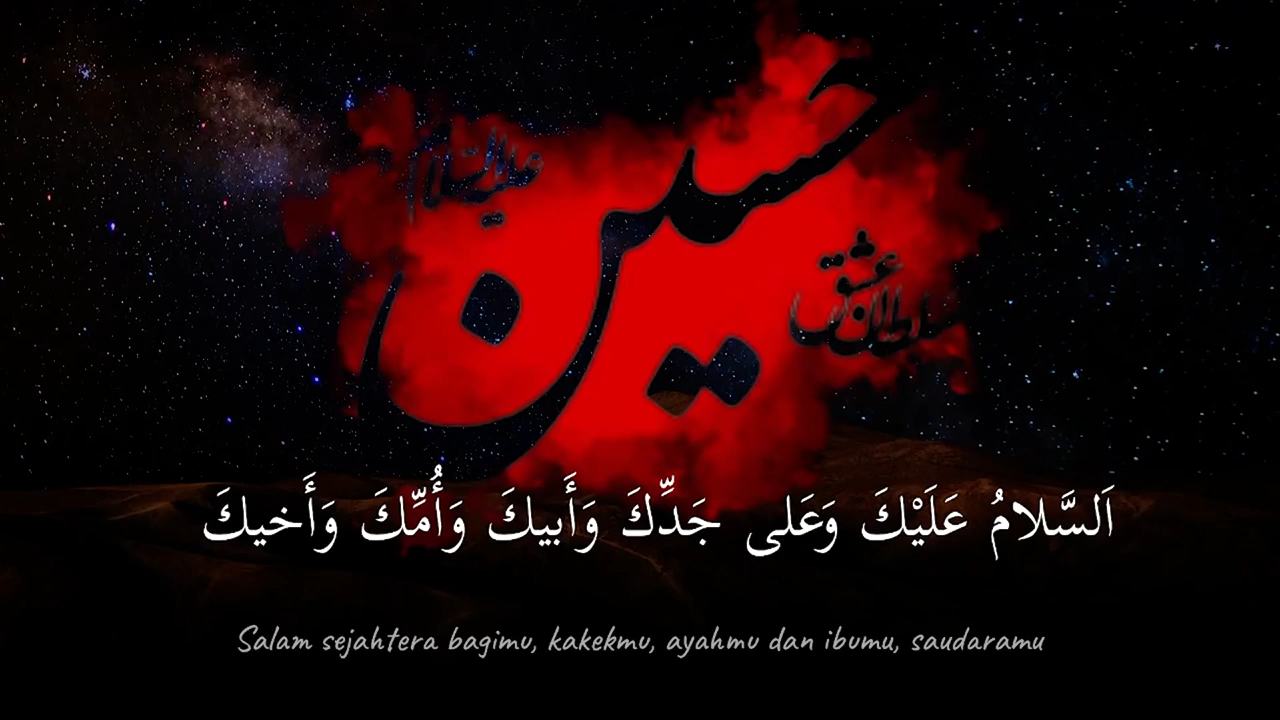 حسین
علیه السلام
سلطان عشق
اَلسَّلامُ عَلَيْكَ وَعَلى جَدِّكَ وَأَبيكَ وَأُمِّكَ وَأَخيكَ
Salam sejahtera bagimu, kakekmu, ayahmu dan ibumu, saudaramu